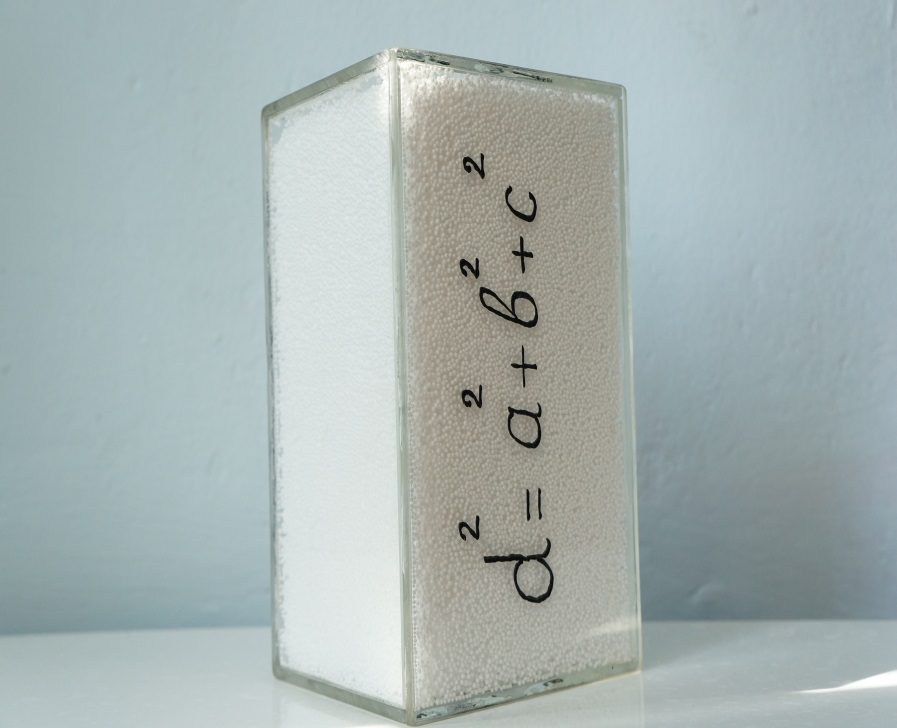 d² = a² + b² + c²